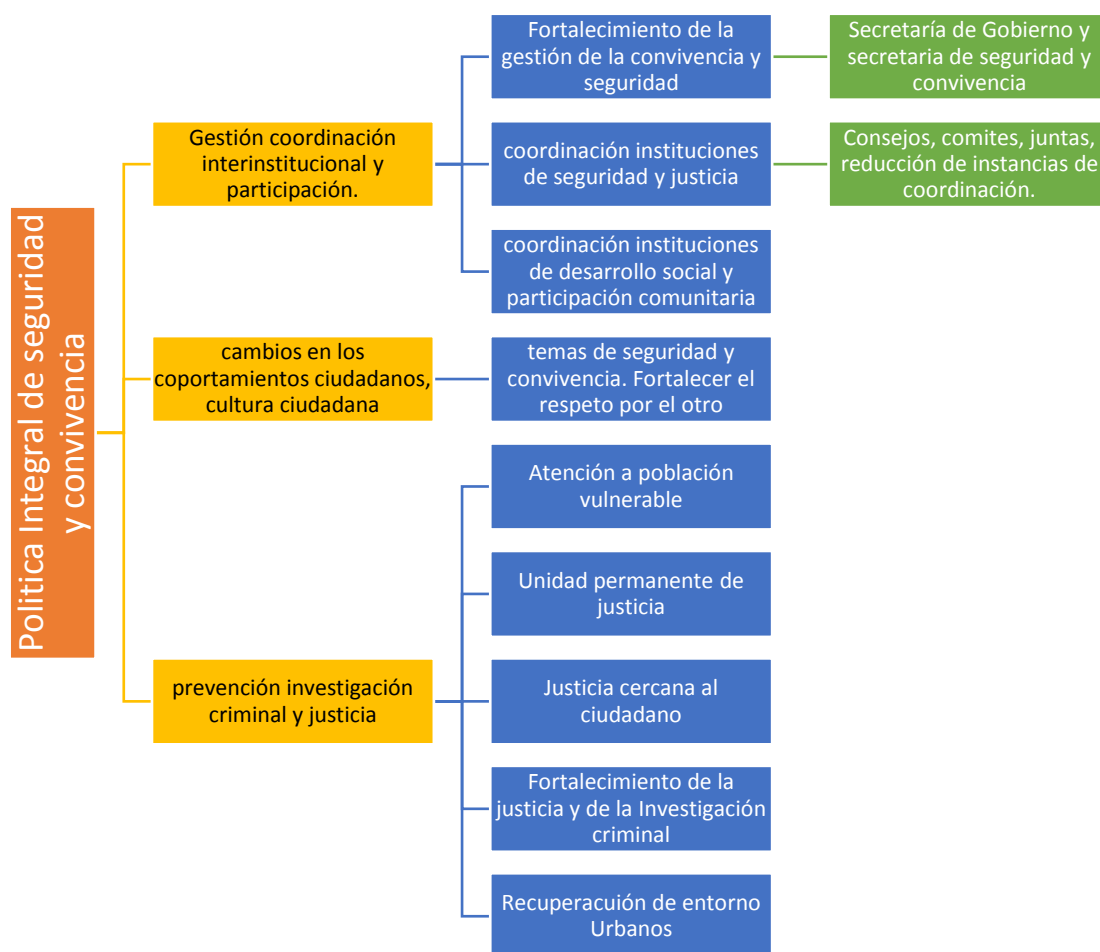 Politica Integral de seguridad
y convivencia
Gestión coordinación
interinstitucional y
participación.
Fortalecimiento de la
gestión de la convivencia y
seguridad
Secretaría de Gobierno y
secretaria de seguridad y
convivencia
coordinación instituciones
de seguridad y justicia
Consejos, comites, juntas,
reducción de instancias de
coordinación.
coordinación instituciones
de desarrollo social y
participación comunitaria
cambios en los
coportamientos ciudadanos,
cultura ciudadana
temas de seguridad y
convivencia. Fortalecer el
respeto por el otro
prevención investigación
criminal y justicia
Atención a población
vulnerable
Unidad permanente de
justicia
Justicia cercana al
ciudadano
Fortalecimiento de la
justicia y de la Investigación
criminal
Recuperacuión de entorno
Urbanos